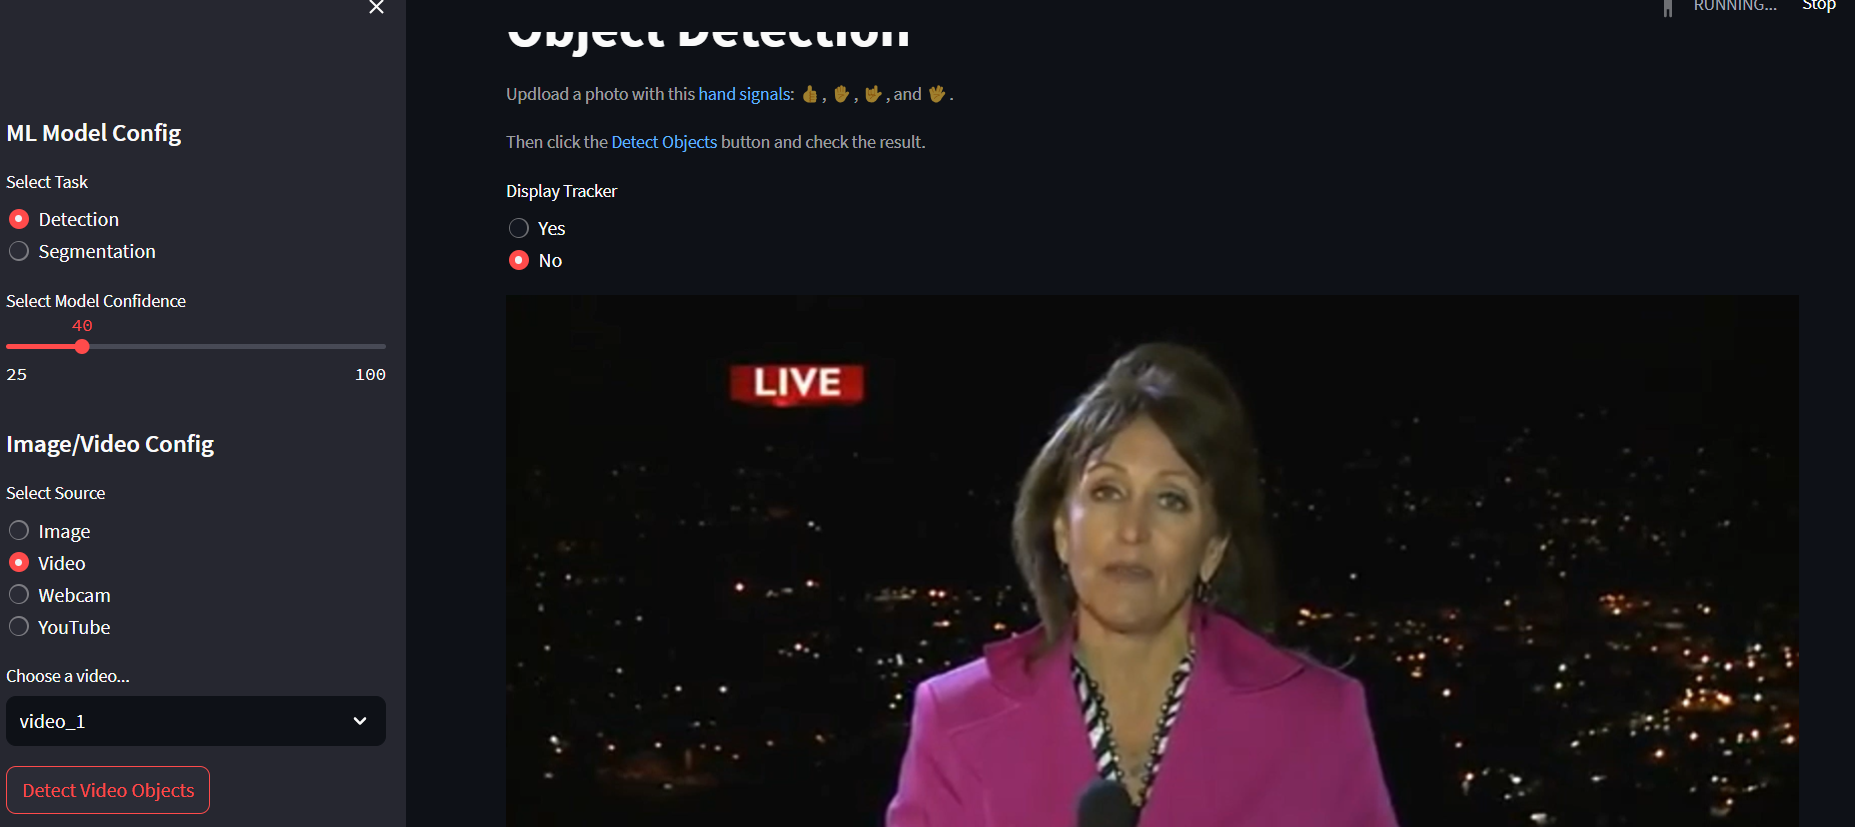 ML Model Config
Select Task
Detection
Segmentation
Select Model Confidence
40
25 100
Image/Video Config
Select Source
Image
Video
Webcam
YouTube
Choose a video...
video_1
Detect Video Objects
RUNNING... Stop
Object Detection
Updload a photo with this hand signals: 👍, ✋, 🤟, and 🖖.
Then click the Detect Objects button and check the result.
Display Tracker
Yes
No
LIVE